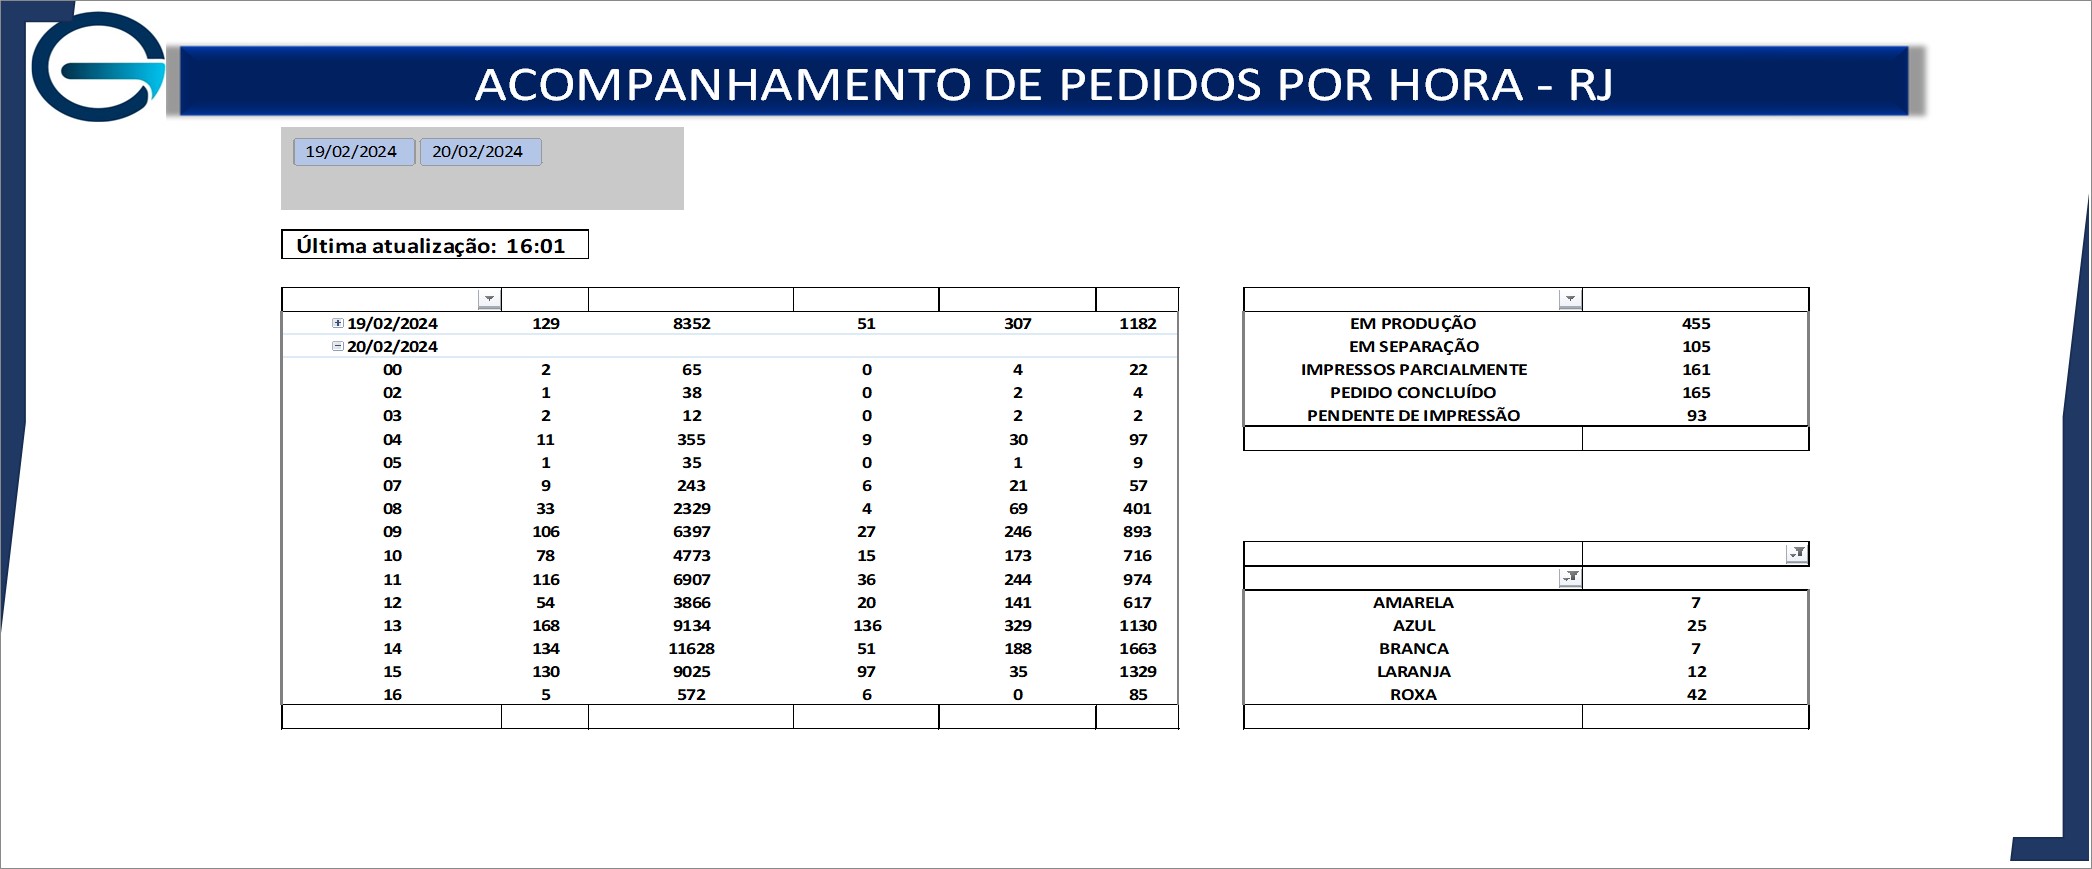 ACOMPANHAMENTO DE PEDIDOS POR HORA - RJ
19/02/2024 20/02/2024
Última atualização: 16:01
19/02/2024 129 8352 51 307 1182
20/02/2024
00 2 65 0 4 22
02 1 38 0 2 4
03 2 12 0 2 2
04 11 355 9 30 97
05 1 35 0 1 9
07 9 243 6 21 57
08 33 2329 4 69 401
09 106 6397 27 246 893
10 78 4773 15 173 716
11 116 6907 36 244 974
12 54 3866 20 141 617
13 168 9134 136 329 1130
14 134 11628 51 188 1663
15 130 9025 97 35 1329
16 5 572 6 0 85
EM PRODUÇÃO 455
EM SEPARAÇÃO 105
IMPRESSOS PARCIALMENTE 161
PEDIDO CONCLUÍDO 165
PENDENTE DE IMPRESSÃO 93
AMARELA 7
AZUL 25
BRANCA 7
LARANJA 12
ROXA 42